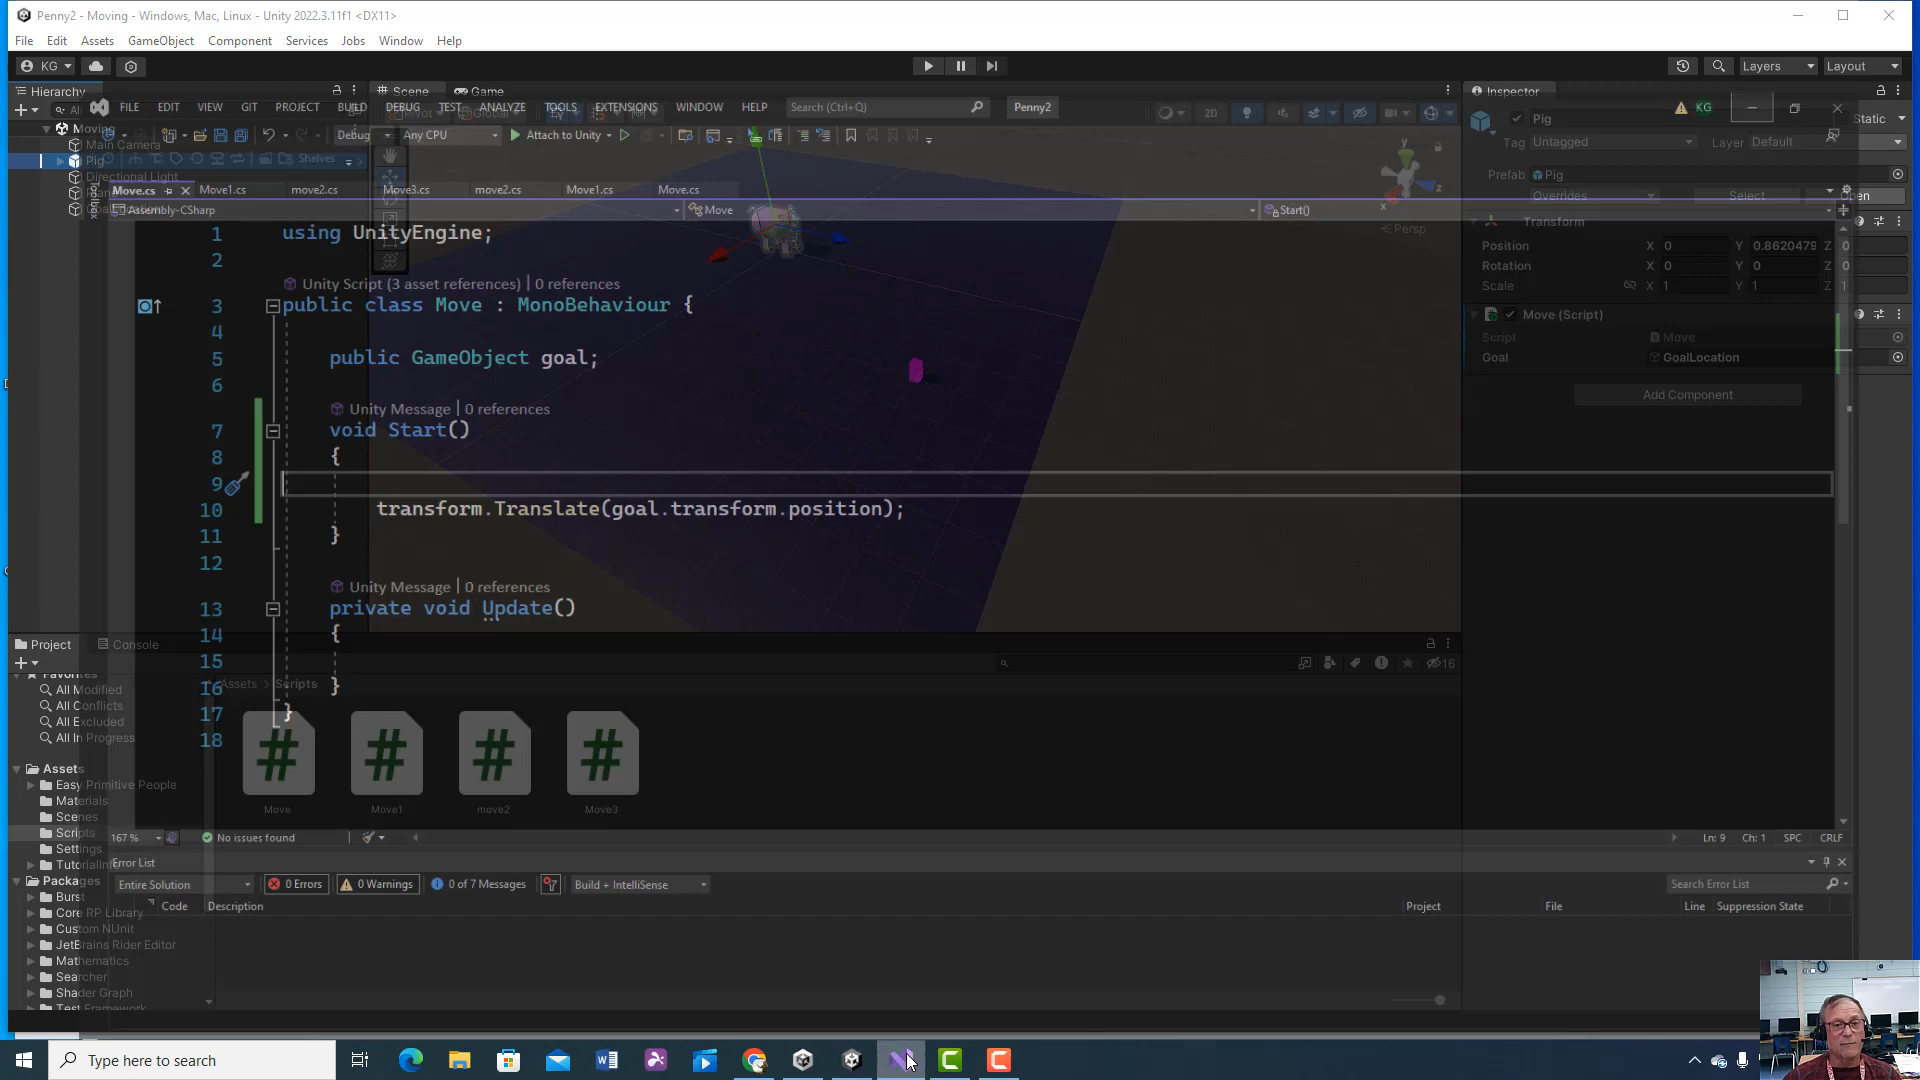 Penny2 - Moving - Windows, Mac, Linux - Unity 2022.3.11f1 <DX11>
File Edit Assets GameObject Component Services Jobs Window Help
KG
Layers Layout
Hierarchy
Scene Game
Inspector
FILE EDIT VIEW GIT PROJECT BUILD DEBUG TEST ANALYZE TOOLS EXTENSIONS WINDOW HELP Search (Ctrl+Q) Penny2
KG
Pig
Static
Moving
Debug Any CPU Attach to Unity
Main Camera
Tag Untagged Layer Default
Pig
Shelves
Directional Light
Prefab Pig
Move.cs Move1.cs move2.cs Move3.cs move2.cs Move1.cs Move.cs
Overrides Select Open
Toolbox
Assembly-CSharp Move Start()
Persp
Transform
1 using UnityEngine;
Position X 0 Y 0.8620479 Z 0
2
Rotation X 0 Y 0 Z 0
Unity Script (3 asset references) | 0 references
Scale X 1 Y 1 Z 1
3 public class Move : MonoBehaviour {
Move (Script)
4
Script Move
5 public GameObject goal;
Goal GoalLocation
6
Add Component
Unity Message | 0 references
7 void Start()
8 {
9
10 transform.Translate(goal.transform.position);
11 }
12
Unity Message | 0 references
13 private void Update()
14 {
15
16 }
17 }
18
Project Console
16
Favorites
All Modified
All Conflicts
All Excluded
All In Progress
Assets > Scripts
Move Move1 move2 Move3
Assets
Easy Primitive People
Materials
Scenes
Scripts
Settings
Packages
Burst
Core RP Library
Custom NUnit
JetBrains Rider Editor
Mathematics
Searcher
Shader Graph
Test Framework
167 % No issues found Ln: 9 Ch: 1 SPC CRLF
Error List
Entire Solution 0 Errors 0 Warnings 0 of 7 Messages Build + IntelliSense Search Error List
Code Description Project File Line Suppression State
Type here to search